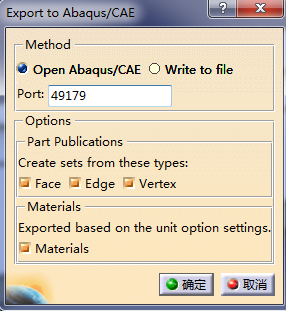 Export to Abaqus/CAE
Method
Open Abaqus/CAE Write to file
Port: 49179
Options
Part Publications
Create sets from these types:
Face Edge Vertex
Materials
Exported based on the unit option settings.
Materials
确定 取消